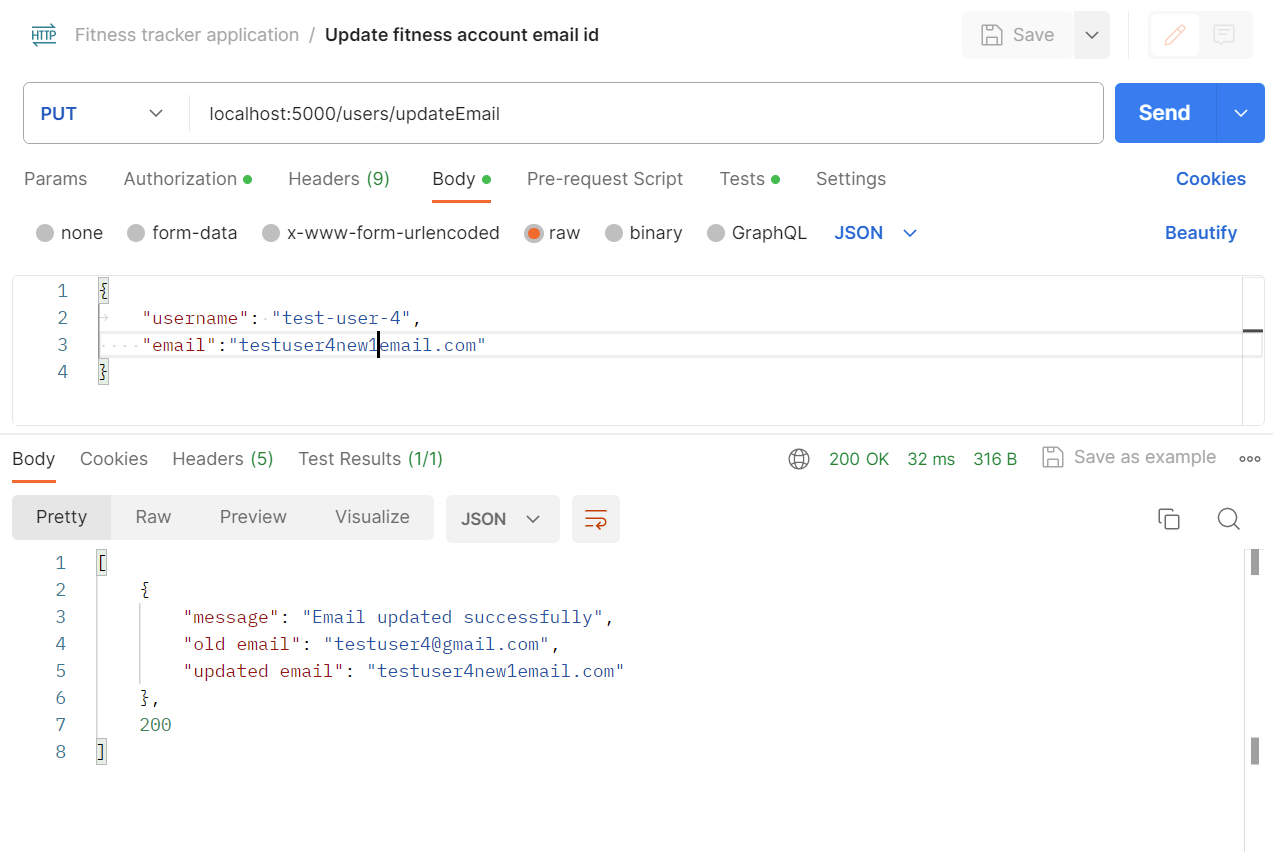 HTTP Fitness tracker application / Update fitness account email id Save
PUT localhost:5000/users/updateEmail Send
Params Authorization Headers (9) Body Pre-request Script Tests Settings Cookies
none form-data x-www-form-urlencoded raw binary GraphQL JSON Beautify
1 {
2 "username": "test-user-4",
3 "email":"testuser4new1email.com"
4 }
Body Cookies Headers (5) Test Results (1/1) 200 OK 32 ms 316 B Save as example
Pretty Raw Preview Visualize JSON
1 [
2 {
3 "message": "Email updated successfully",
4 "old email": "testuser4@gmail.com",
5 "updated email": "testuser4new1email.com"
6 },
7 200
8 ]